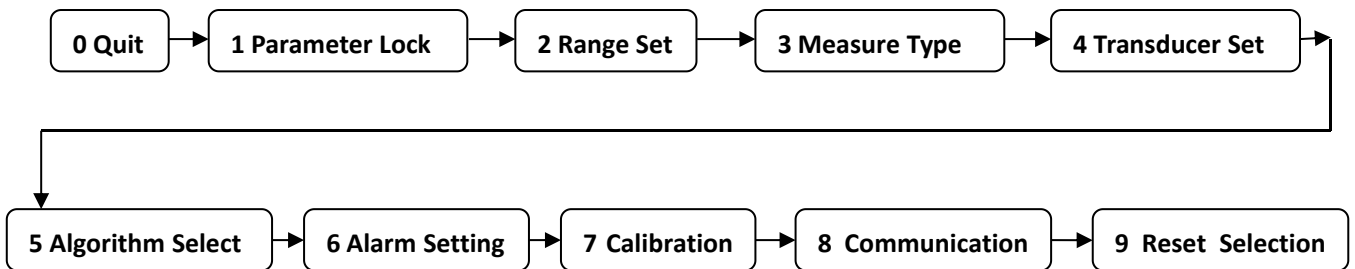 0 Quit
1 Parameter Lock
2 Range Set
3 Measure Type
4 Transducer Set
5 Algorithm Select
6 Alarm Setting
7 Calibration
8 Communication
9 Reset Selection